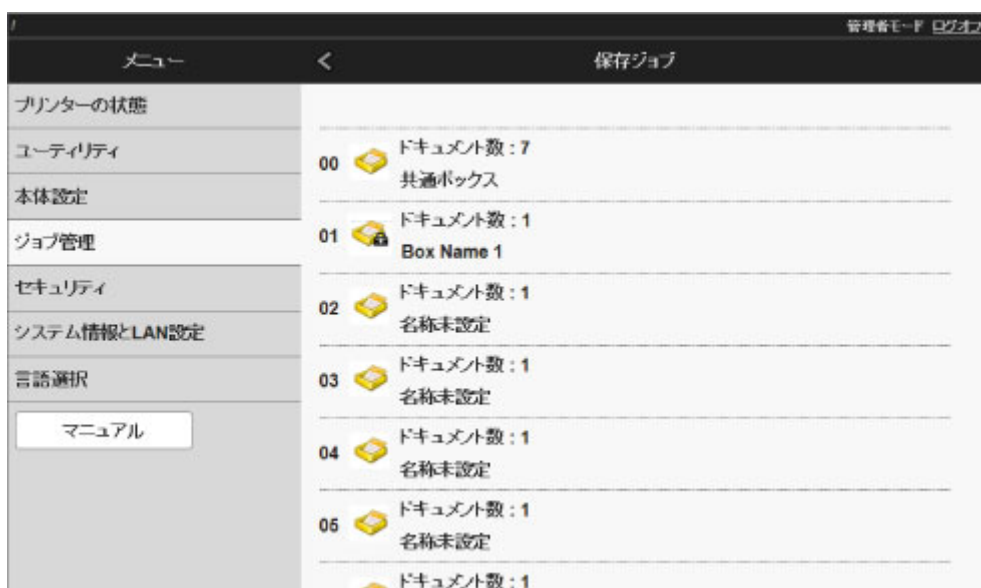 管理者モード ログオフ
メニュー
<
保存ジョブ
プリンターの状態
ユーティリティ
本体設定
ジョブ管理
セキュリティ
システム情報とLAN設定
言語選択
マニュアル
00
ドキュメント数 : 7
共通ボックス
01
ドキュメント数 : 1
Box Name 1
02
ドキュメント数 : 1
名称未設定
03
ドキュメント数 : 1
名称未設定
04
ドキュメント数 : 1
名称未設定
05
ドキュメント数 : 1
名称未設定
ドキュメント数 : 1